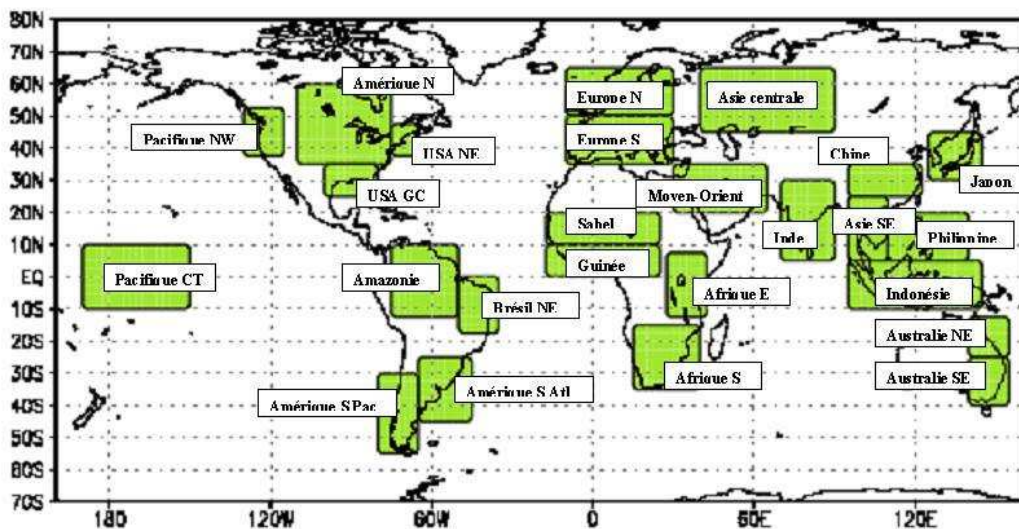 80N
70N
60N
50N
40N
30N
20N
10N
EQ
10S
20S
30S
40S
50S
60S
70S
80S
70S
180
120W
60W
0
60E
120E
Amérique N
Europe N
Asie centrale
Pacifique NW
USA NE
Europe S
Chine
Japon
USA GC
Moyen-Orient
Sahel
Inde
Asie SE
Philippine
Pacifique CT
Amazonie
Guinée
Afrique E
Indonésie
Brésil NE
Australie NE
Amérique S Pac
Amérique S Atl
Afrique S
Australie SE